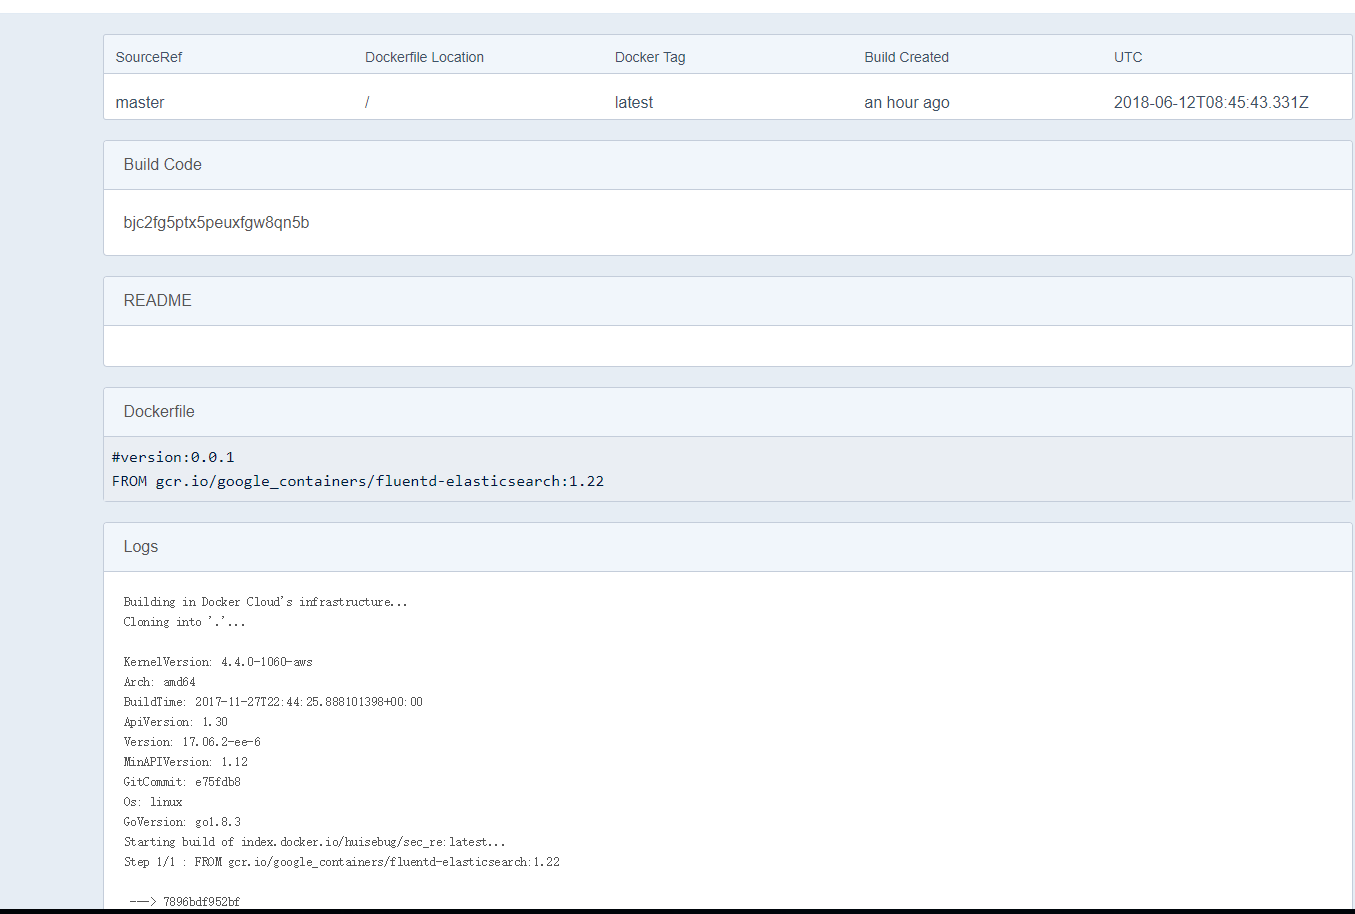 SourceRef Dockerfile Location Docker Tag Build Created UTC
master / latest an hour ago 2018-06-12T08:45:43.331Z
Build Code
bjc2fg5ptx5peuxfgw8qn5b
README
Dockerfile
#version:0.0.1
FROM gcr.io/google_containers/fluentd-elasticsearch:1.22
Logs
Building in Docker Cloud's infrastructure...
Cloning into '.'...
KernelVersion: 4.4.0-1060-aws
Arch: amd64
BuildTime: 2017-11-27T22:44:25.888101398+00:00
ApiVersion: 1.30
Version: 17.06.2-ee-6
MinAPIVersion: 1.12
GitCommit: e75fdb8
Os: linux
GoVersion: go1.8.3
Starting build of index.docker.io/huisebug/sec_re:latest...
Step 1/1 : FROM gcr.io/google_containers/fluentd-elasticsearch:1.22
---> 7896bdf952bf